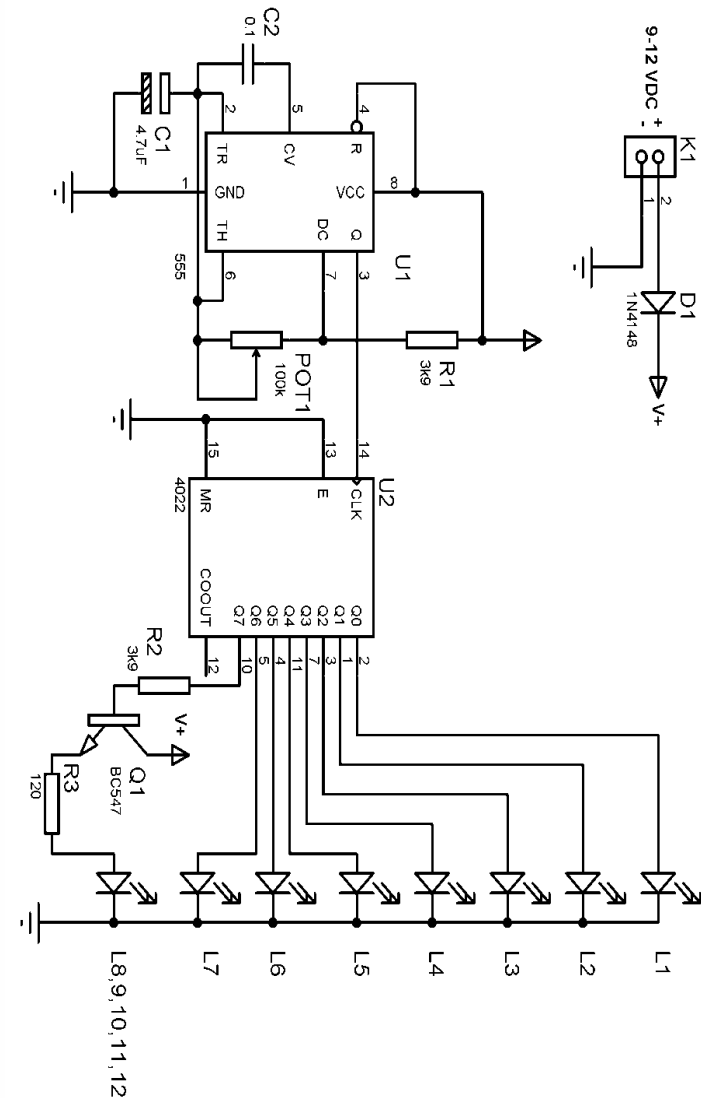 9-12 VDC
+
-
K1
1
2
D1
1N4148
V+
C2
0.1
C1
4.7uF
2
5
4
TR
CV
R
1
GND
VCC
8
TH
DC
Q
6
7
3
555
U1
POT1
100k
R1
3k9
15
13
14
U2
4022
MR
E
CLK
COOUT
Q7
Q6
Q5
Q4
Q3
Q2
Q1
Q0
12
10
5
4
11
7
3
1
2
R2
3k9
V+
Q1
BC547
R3
120
L1
L2
L3
L4
L5
L6
L7
L8,9,10,11,12